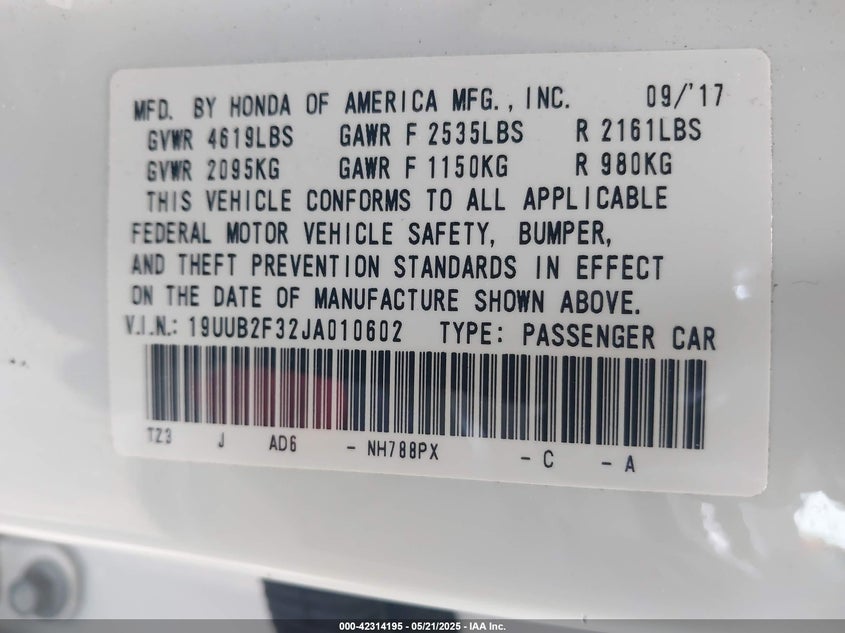 MFD. BY HONDA OF AMERICA MFG., INC. 09/'17
GVWR 4619LBS GAWR F 2535LBS R 2161LBS
GVWR 2095KG GAWR F 1150KG R 980KG
THIS VEHICLE CONFORMS TO ALL APPLICABLE
FEDERAL MOTOR VEHICLE SAFETY, BUMPER,
AND THEFT PREVENTION STANDARDS IN EFFECT
ON THE DATE OF MANUFACTURE SHOWN ABOVE.
V.I.N.: 19UUB2F32JA010602 TYPE: PASSENGER CAR
TZ3 J AD6 - NH788PX - C - A
000-42314195 - 05/21/2025 - IAA Inc.